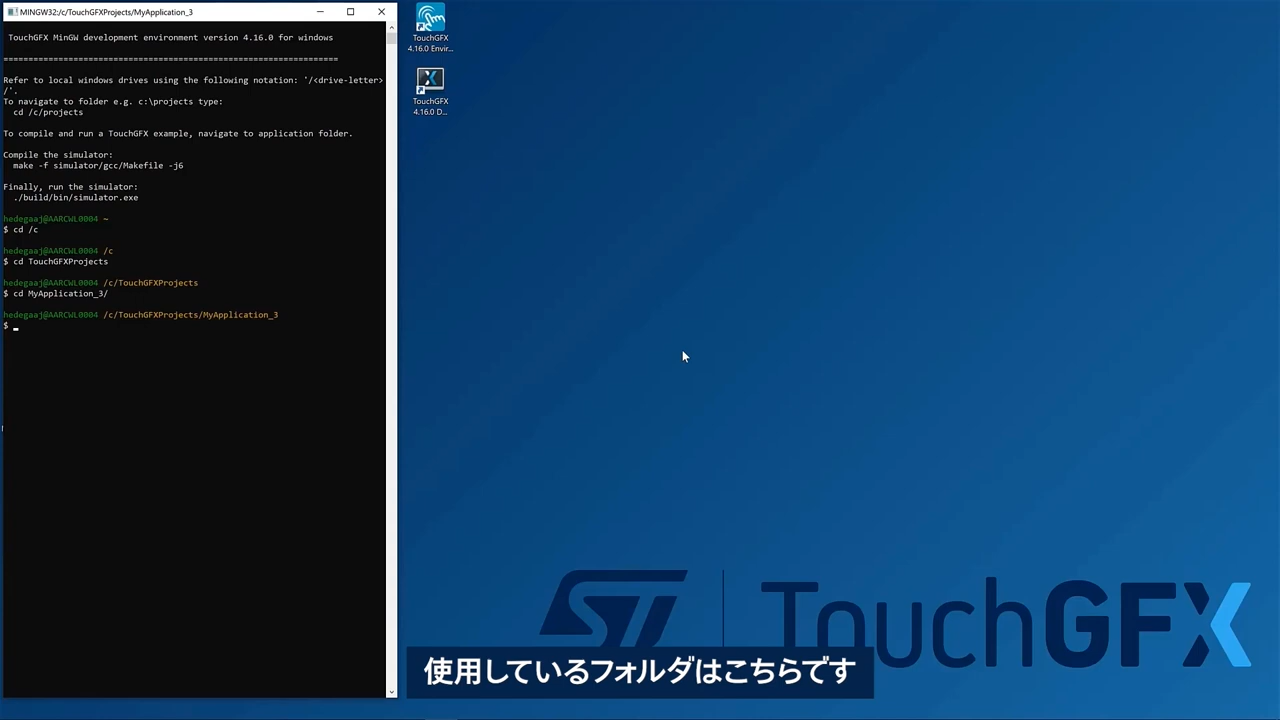 MINGW32:/c/TouchGFXProjects/MyApplication_3
TouchGFX MinGW development environment version 4.16.0 for windows
===================================================================
Refer to local windows drives using the following notation: '/<drive-letter>
/'.
To navigate to folder e.g. c:\projects type:
cd /c/projects
To compile and run a TouchGFX example, navigate to application folder.
Compile the simulator:
make -f simulator/gcc/Makefile -j6
Finally, run the simulator:
./build/bin/simulator.exe
hedegaaj@AARCWL0004 ~
$ cd /c
hedegaaj@AARCWL0004 /c
$ cd TouchGFXProjects
hedegaaj@AARCWL0004 /c/TouchGFXProjects
$ cd MyApplication_3/
hedegaaj@AARCWL0004 /c/TouchGFXProjects/MyApplication_3
$
TouchGFX
4.16.0 Envir...
TouchGFX
4.16.0 D...
ST TouchGFX
使用しているフォルダはこちらです